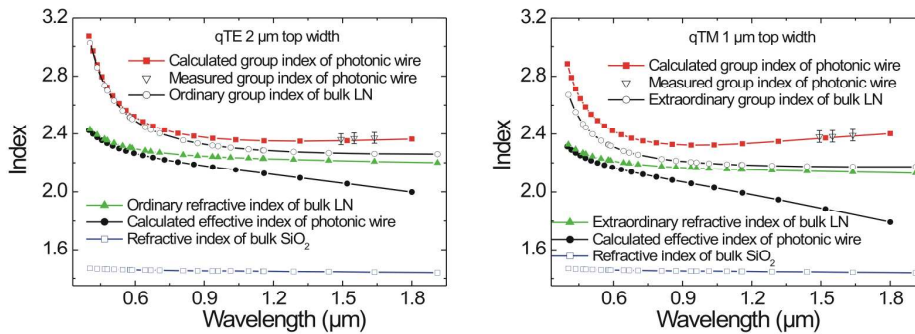 qTE 2 µm top width
Calculated group index of photonic wire
Measured group index of photonic wire
Ordinary group index of bulk LN
Ordinary refractive index of bulk LN
Calculated effective index of photonic wire
Refractive index of bulk SiO₂
3.2
2.8
2.4
2.0
1.6
Index
0.6 0.9 1.2 1.5 1.8
Wavelength (µm)
qTM 1 µm top width
Calculated group index of photonic wire
Measured group index of photonic wire
Extraordinary group index of bulk LN
Extraordinary refractive index of bulk LN
Calculated effective index of photonic wire
Refractive index of bulk SiO₂
3.2
2.8
2.4
2.0
1.6
Index
0.6 0.9 1.2 1.5 1.8
Wavelength (µm)